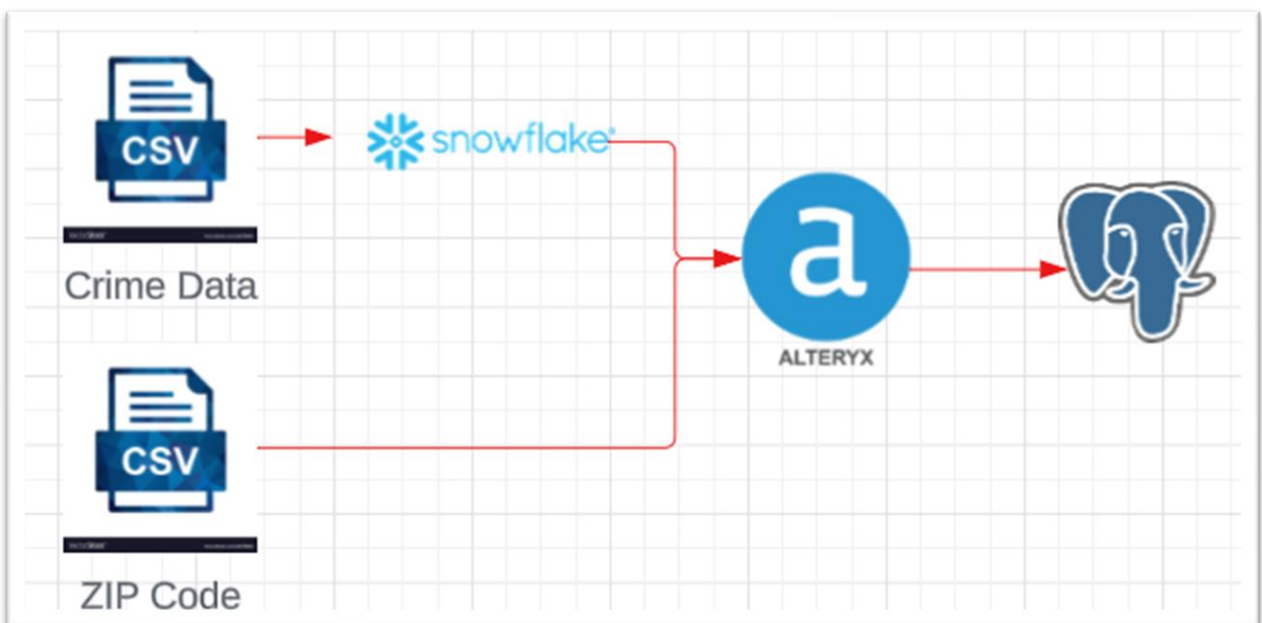 CSV
snowflake®
Crime Data
a
ALTERYX
CSV
ZIP Code